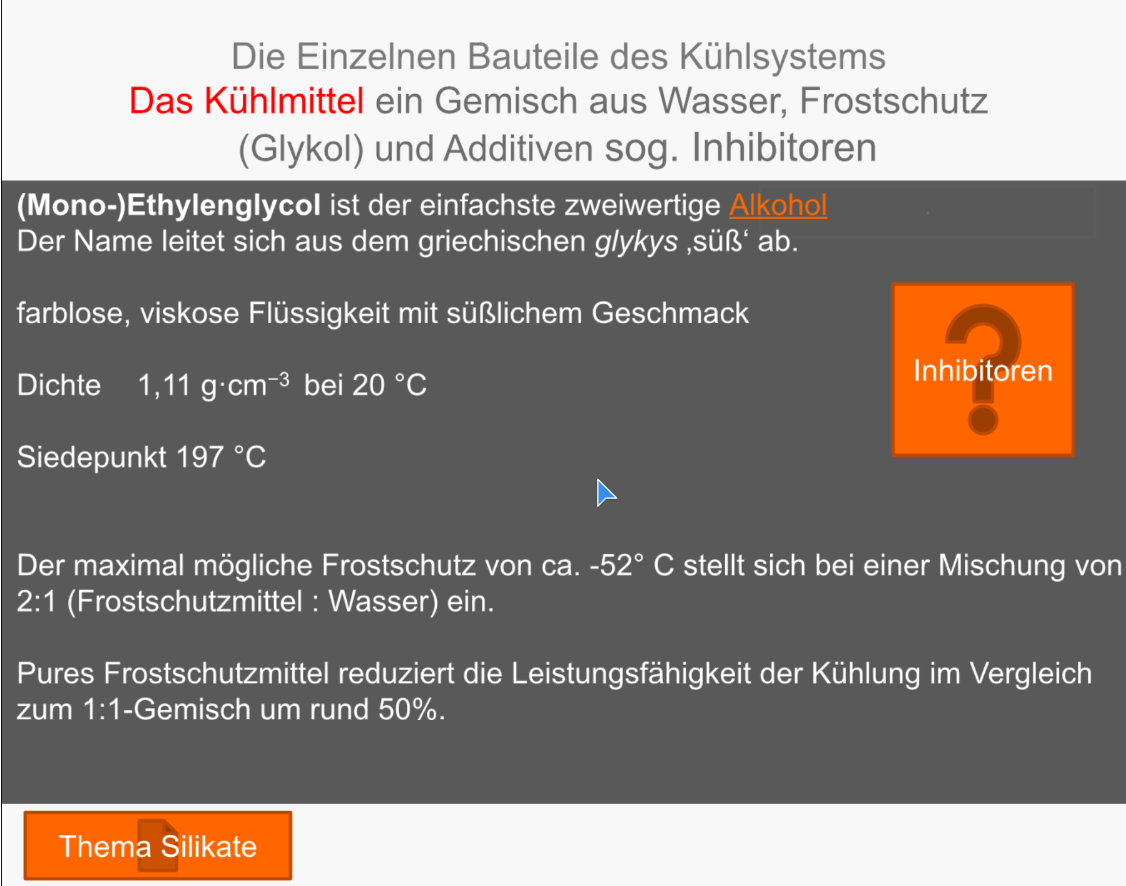 Die Einzelnen Bauteile des Kühlsystems
Das Kühlmittel ein Gemisch aus Wasser, Frostschutz
(Glykol) und Additiven sog. Inhibitoren
(Mono-)Ethylenglycol ist der einfachste zweiwertige Alkohol
Der Name leitet sich aus dem griechischen glykys ‚süß‘ ab.
farblose, viskose Flüssigkeit mit süßlichem Geschmack
Dichte 1,11 g·cm⁻³ bei 20 °C
Siedepunkt 197 °C
?
Inhibitoren
Der maximal mögliche Frostschutz von ca. -52° C stellt sich bei einer Mischung von
2:1 (Frostschutzmittel : Wasser) ein.
Pures Frostschutzmittel reduziert die Leistungsfähigkeit der Kühlung im Vergleich
zum 1:1-Gemisch um rund 50%.
Thema Silikate